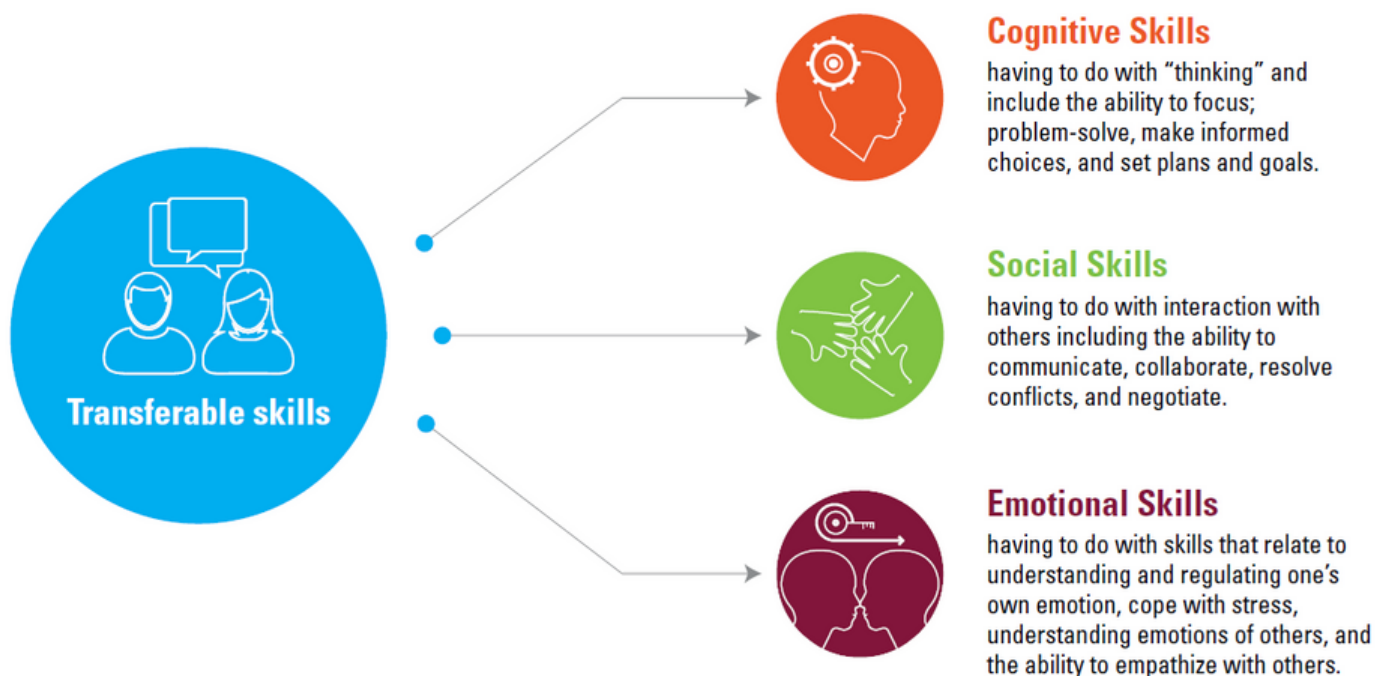 Transferable skills
Cognitive Skills
having to do with “thinking” and
include the ability to focus;
problem-solve, make informed
choices, and set plans and goals.
Social Skills
having to do with interaction with
others including the ability to
communicate, collaborate, resolve
conflicts, and negotiate.
Emotional Skills
having to do with skills that relate to
understanding and regulating one’s
own emotion, cope with stress,
understanding emotions of others, and
the ability to empathize with others.